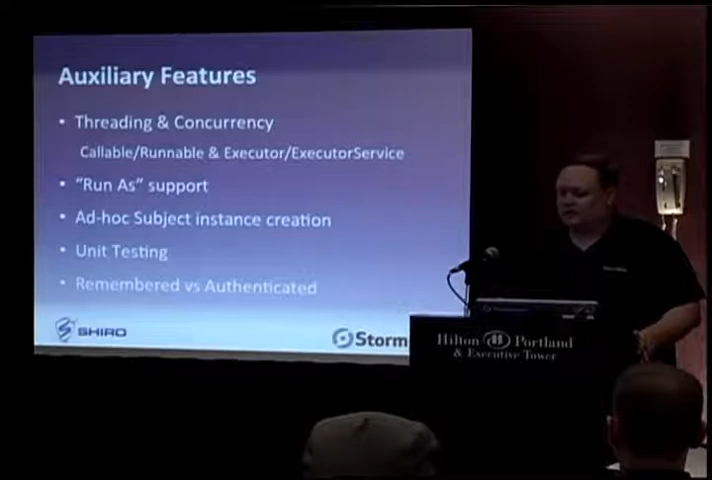 Auxiliary Features
• Threading & Concurrency
Callable/Runnable & Executor/ExecutorService
• "Run As" support
• Ad-hoc Subject instance creation
• Unit Testing
• Remembered vs Authenticated
SHIRO
Storm
Hilton Portland
& Executive Tower